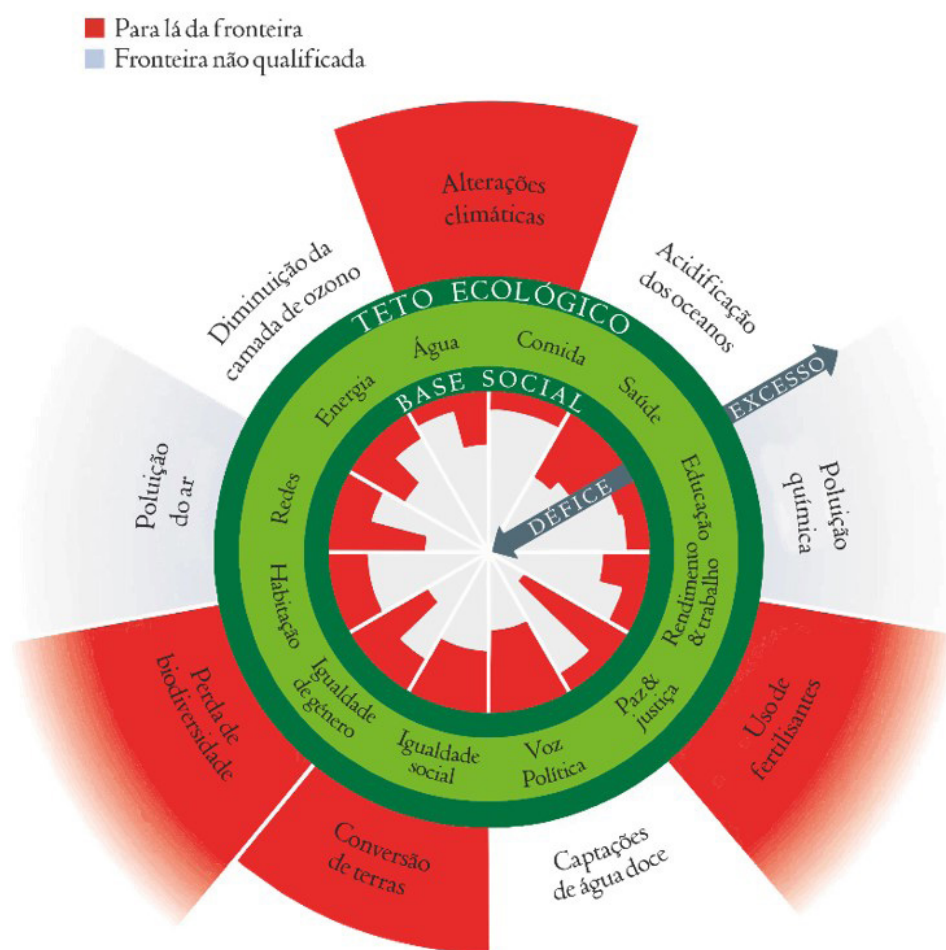 Para lá da fronteira
Fronteira não qualificada
Alterações
climáticas
Diminuição da
camada de ozono
Acidificação
dos oceanos
TETO ECOLÓGICO
Água
Comida
Energia
Saúde
BASE SOCIAL
EXCESSO
DÉFICE
Poluição
do ar
Poluição
química
Redes
Educação
Habitação
Rendimento
& trabalho
Igualdade
de género
Igualdade
social
Voz
Política
Paz &
justiça
Perda de
biodiversidade
Uso de
fertilisantes
Conversão
de terras
Captações
de água doce